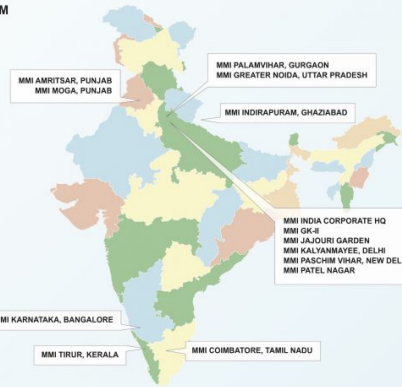 M
MMI PALAMVIHAR, GURGAON
MMI GREATER NOIDA, UTTAR PRADESH
MMI AMRITSAR, PUNJAB
MMI MOGA, PUNJAB
MMI INDIRAPURAM, GHAZIABAD
MMI INDIA CORPORATE HQ
MMI GK-II
MMI JAJOURI GARDEN
MMI KALYANMAYEE, DELHI
MMI PASCHIM VIHAR, NEW DEL
MMI PATEL NAGAR
MI KARNATAKA, BANGALORE
MMI TIRUR, KERALA
MMI COIMBATORE, TAMIL NADU